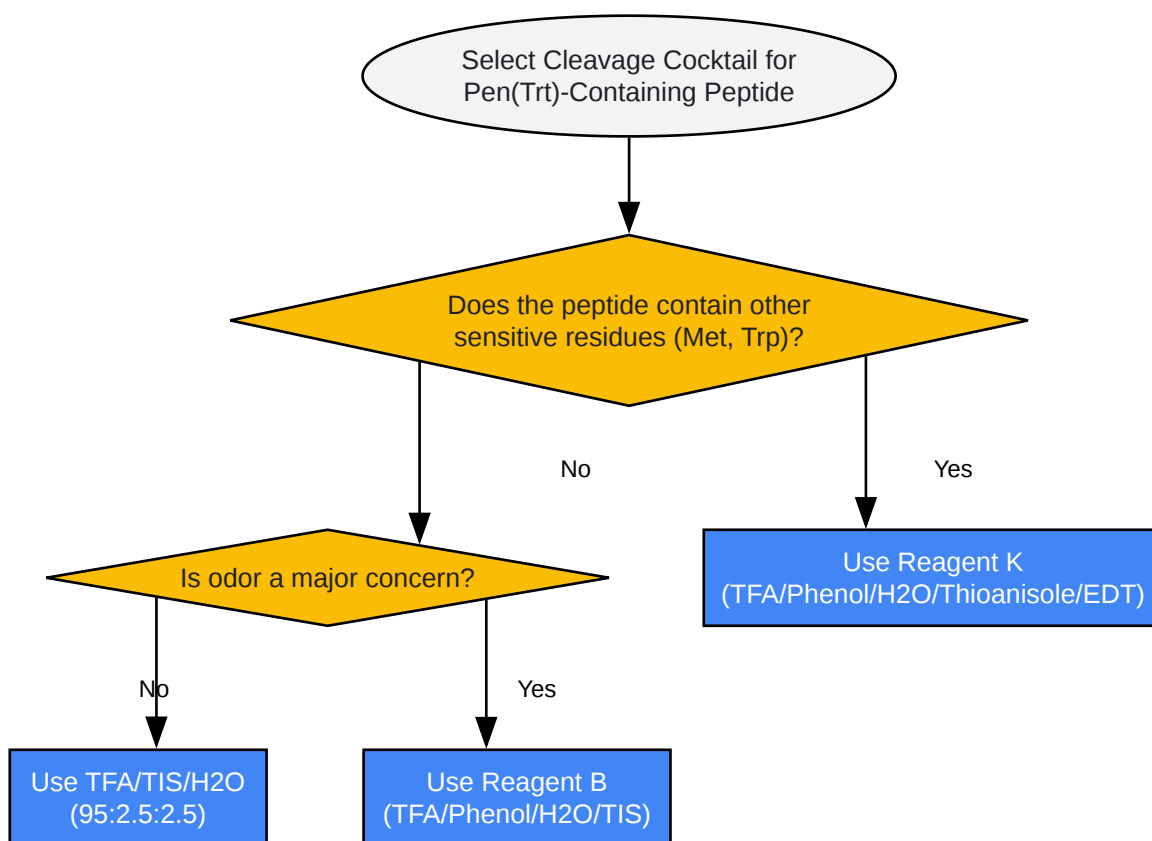 Select Cleavage Cocktail for
Pen(Trt)-Containing Peptide
Does the peptide contain other
sensitive residues (Met, Trp)?
No
Yes
Is odor a major concern?
Use Reagent K
(TFA/Phenol/H2O/Thioanisole/EDT)
No
Yes
Use TFA/TIS/H2O
(95:2.5:2.5)
Use Reagent B
(TFA/Phenol/H2O/TIS)